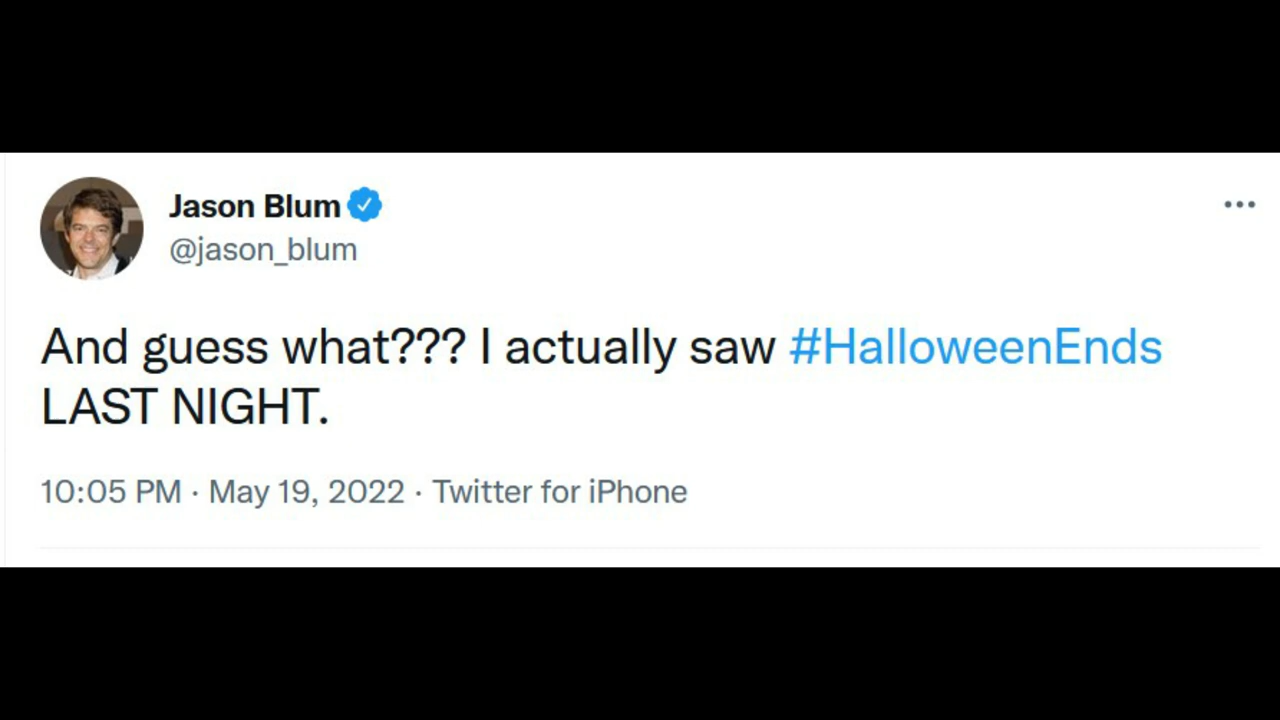 Jason Blum
@jason_blum
And guess what??? I actually saw #HalloweenEnds
LAST NIGHT.
10:05 PM · May 19, 2022 · Twitter for iPhone